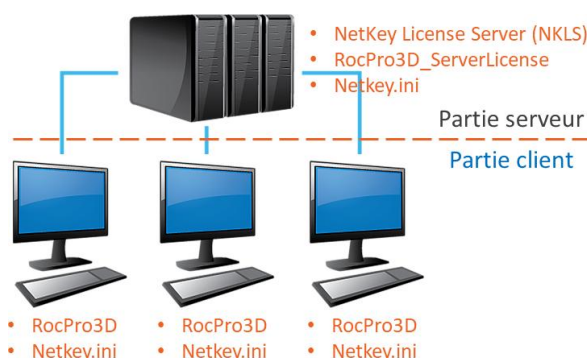 • NetKey License Server (NKLS)
• RocPro3D_ServerLicense
• Netkey.ini
Partie serveur
Partie client
• RocPro3D
• Netkey.ini
• RocPro3D
• Netkey.ini
• RocPro3D
• Netkey.ini